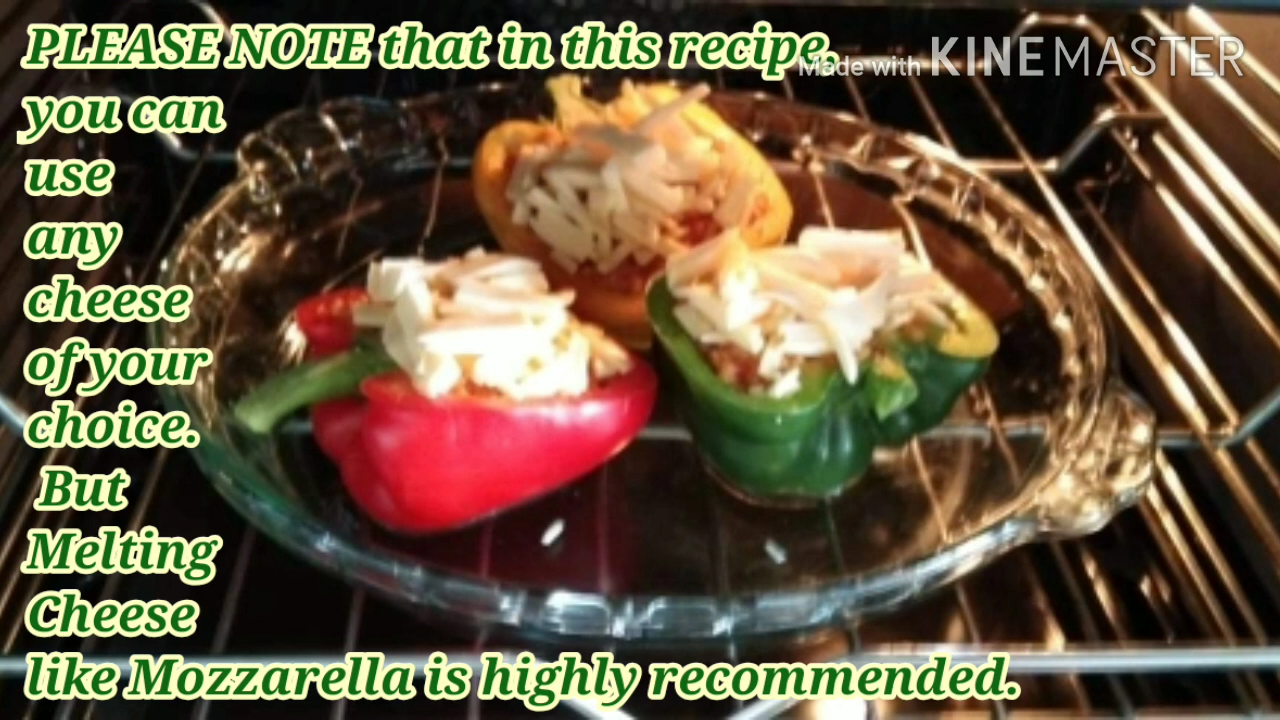 PLEASE NOTE that in this recipe,
Made with KINEMASTER
you can
use
any
cheese
of your
choice.
But
Melting
Cheese
like Mozzarella is highly recommended.